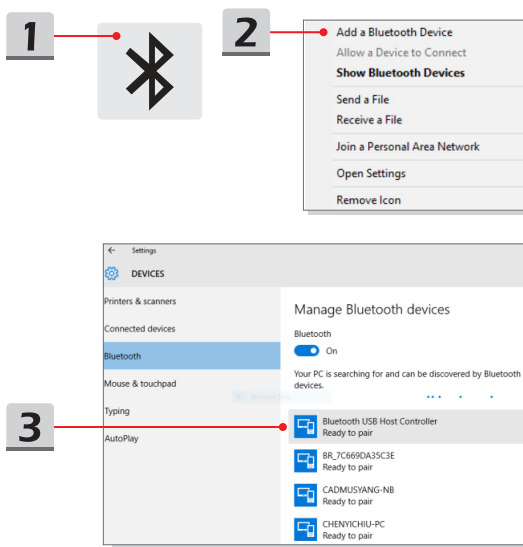 1
2
Add a Bluetooth Device
Allow a Device to Connect
Show Bluetooth Devices
Send a File
Receive a File
Join a Personal Area Network
Open Settings
Remove Icon
Settings
DEVICES
Printers & scanners
Connected devices
Bluetooth
Mouse & touchpad
Typing
AutoPlay
Manage Bluetooth devices
Bluetooth
On
Your PC is searching for and can be discovered by Bluetooth
devices.
3
Bluetooth USB Host Controller
Ready to pair
BR_7C669DA35C3E
Ready to pair
CADMUSYANG-NB
Ready to pair
CHENYICHIU-PC
Ready to pair